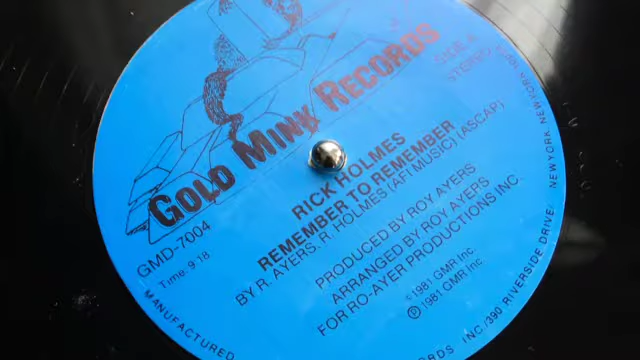 GOLD MINK RECORDS
SIDE A
STEREO
GMD-7004
Time: 9:18
RICK HOLMES
REMEMBER TO REMEMBER
BY R. AYERS, R. HOLMES (AFI MUSIC) (ASCAP)
PRODUCED BY ROY AYERS
ARRANGED BY ROY AYERS
FOR RO-AYER PRODUCTIONS INC.
©1981 GMR Inc.
℗1981 GMR Inc
MANUFACTURED
INC./390 RIVERSIDE DRIVE/ NEW YORK, NEW YORK